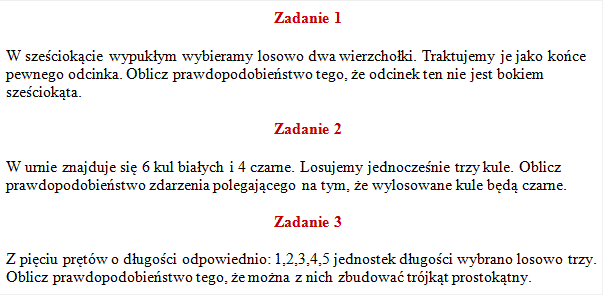 Zadanie 1
W sześciokącie wypukłym wybieramy losowo dwa wierzchołki. Traktujemy je jako końce
pewnego odcinka. Oblicz prawdopodobieństwo tego, że odcinek ten nie jest bokiem
sześciokąta.
Zadanie 2
W urnie znajduje się 6 kul białych i 4 czarne. Losujemy jednocześnie trzy kule. Oblicz
prawdopodobieństwo zdarzenia polegającego na tym, że wylosowane kule będą czarne.
Zadanie 3
Z pięciu prętów o długości odpowiednio: 1,2,3,4,5 jednostek długości wybrano losowo trzy.
Oblicz prawdopodobieństwo tego, że można z nich zbudować trójkąt prostokątny.